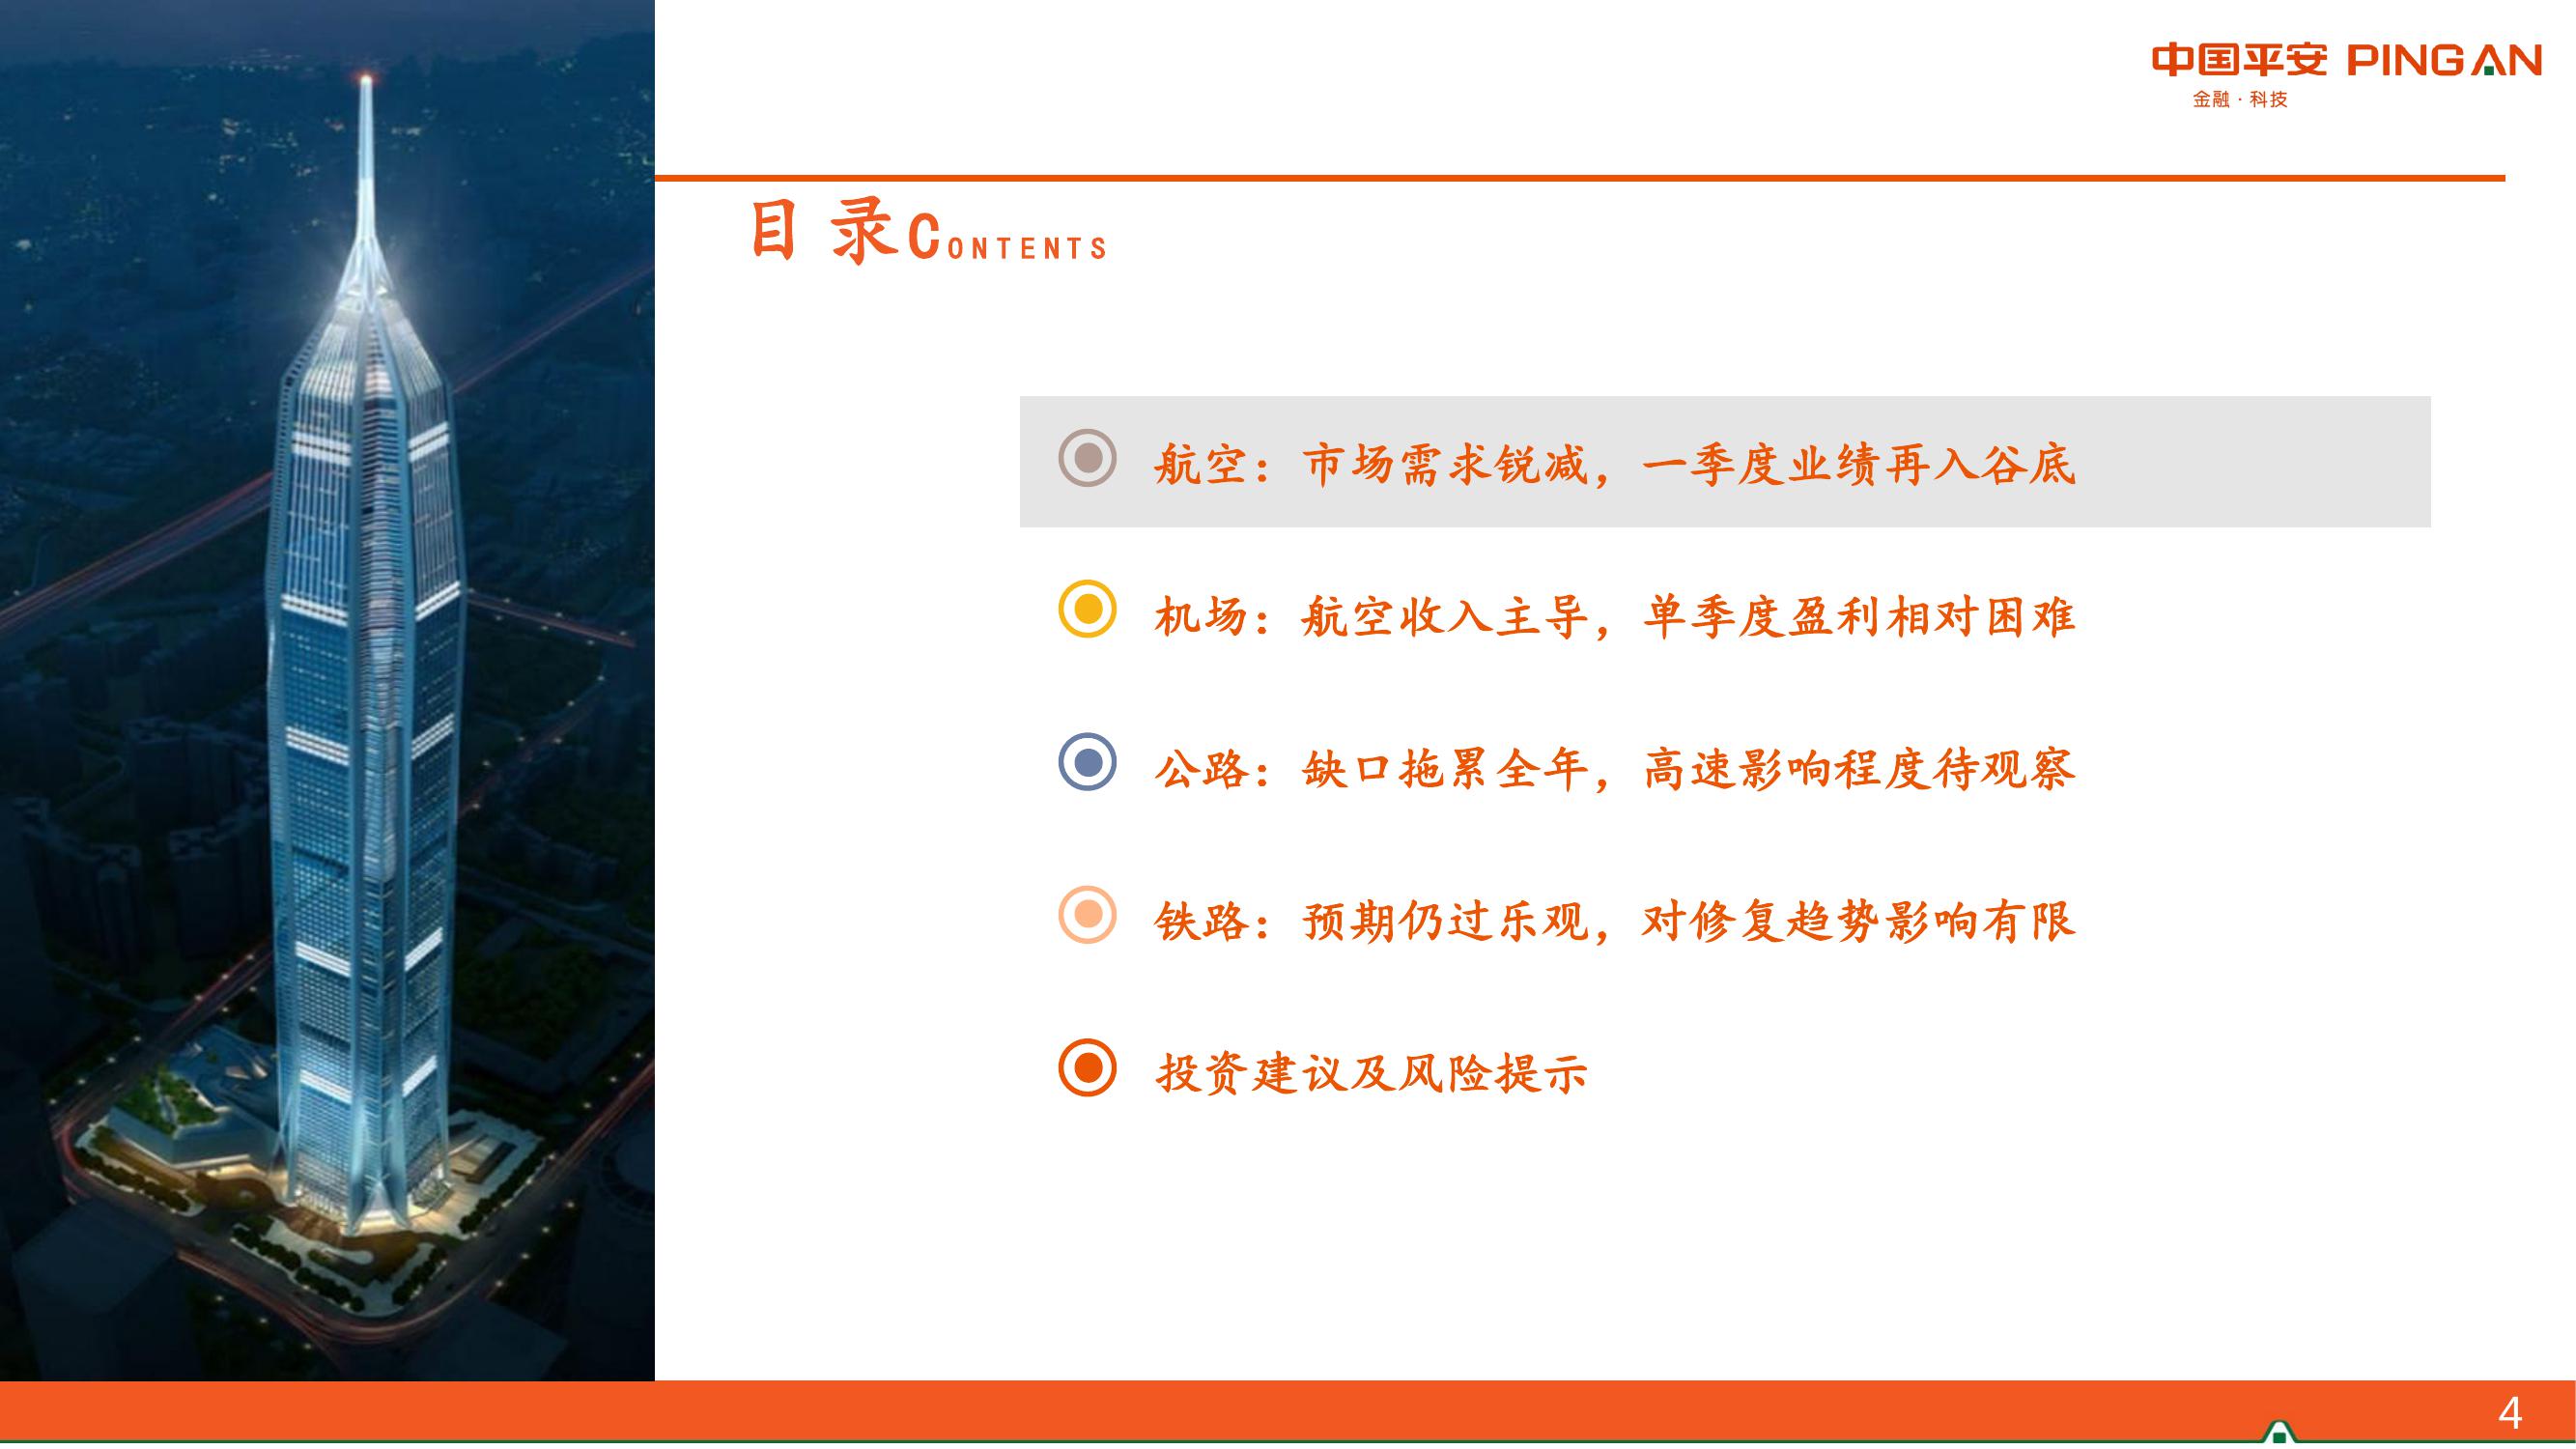 中国平安 PING AN
金融·科技
目录CONTENTS
航空：市场需求锐减，一季度业绩再入谷底
机场：航空收入主导，单季度盈利相对困难
公路：缺口拖累全年，高速影响程度待观察
铁路：预期仍过乐观，对修复趋势影响有限
投资建议及风险提示
4